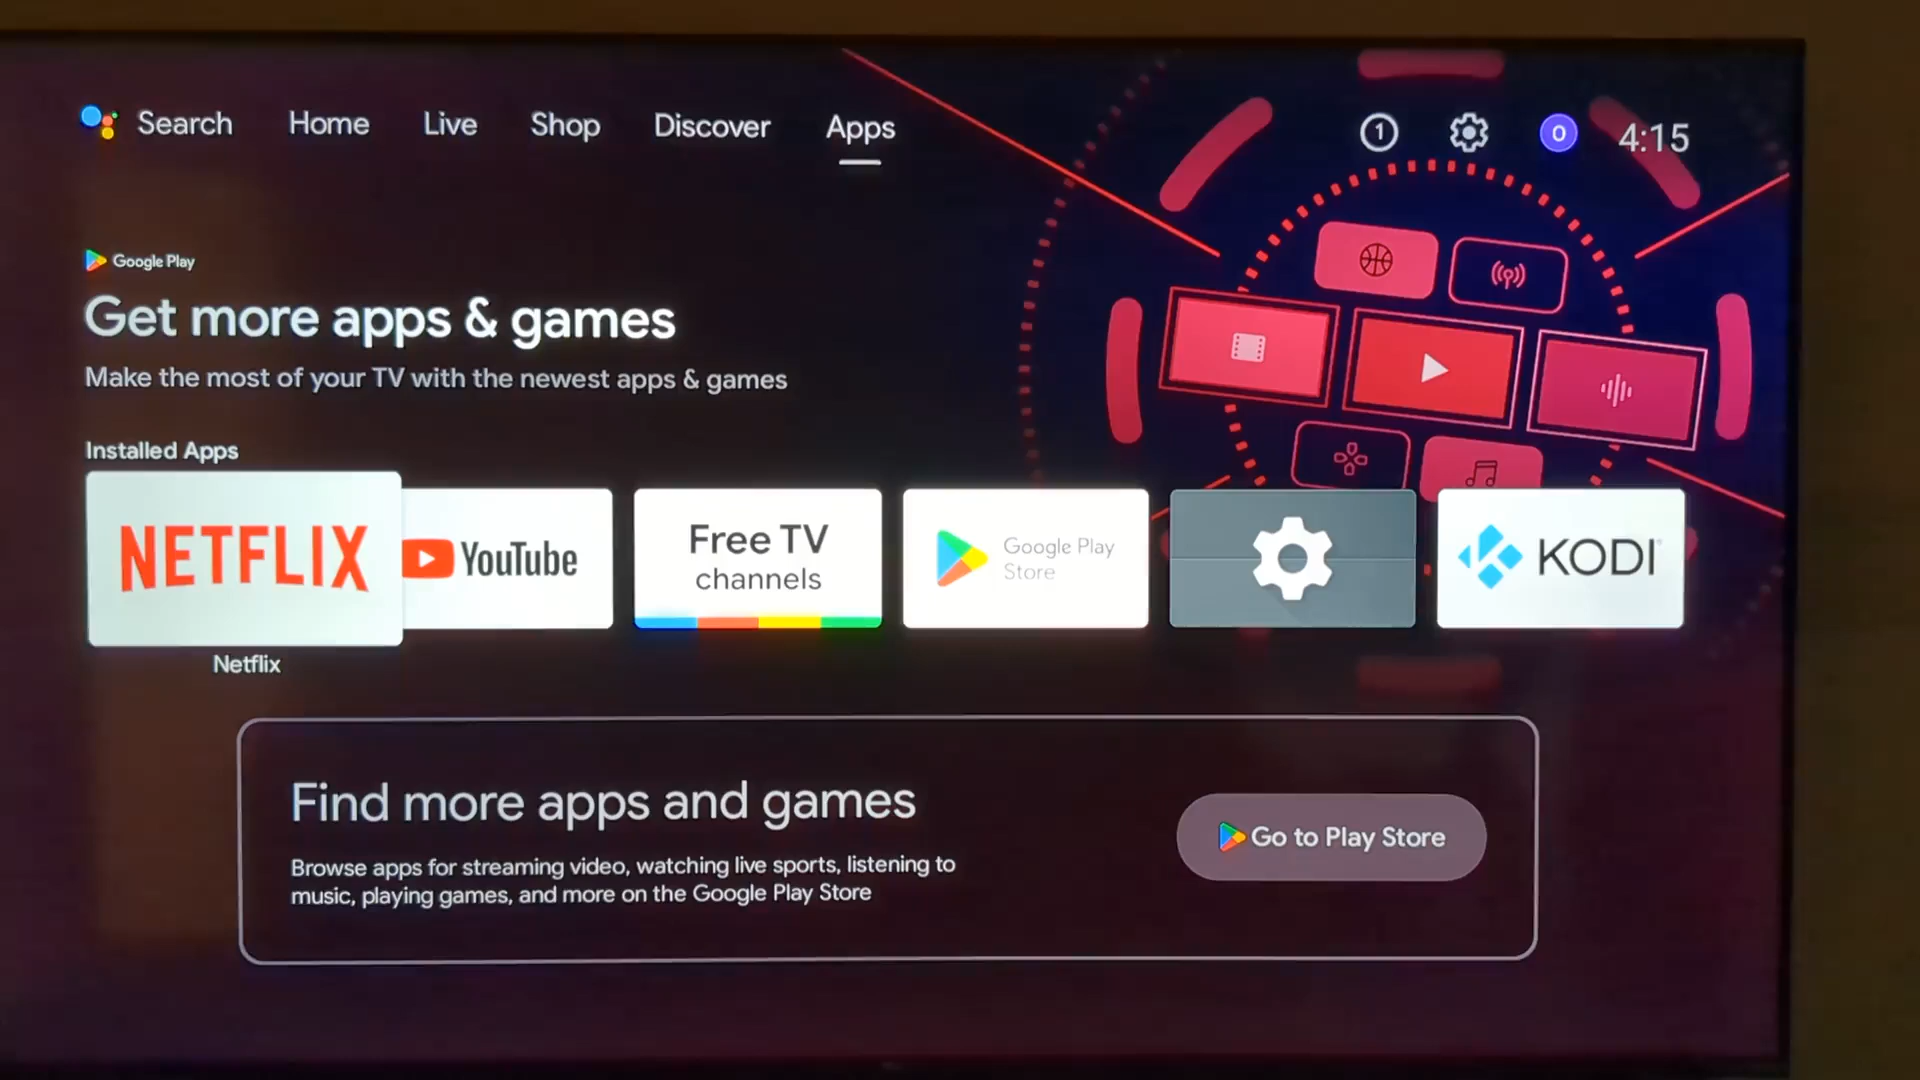 Search Home Live Shop Discover Apps 1 O 4:15
Google Play
Get more apps & games
Make the most of your TV with the newest apps & games
Installed Apps
NETFLIX
YouTube
Free TV
channels
Google Play
Store
KODI
Netflix
Find more apps and games
Browse apps for streaming video, watching live sports, listening to
music, playing games, and more on the Google Play Store
Go to Play Store